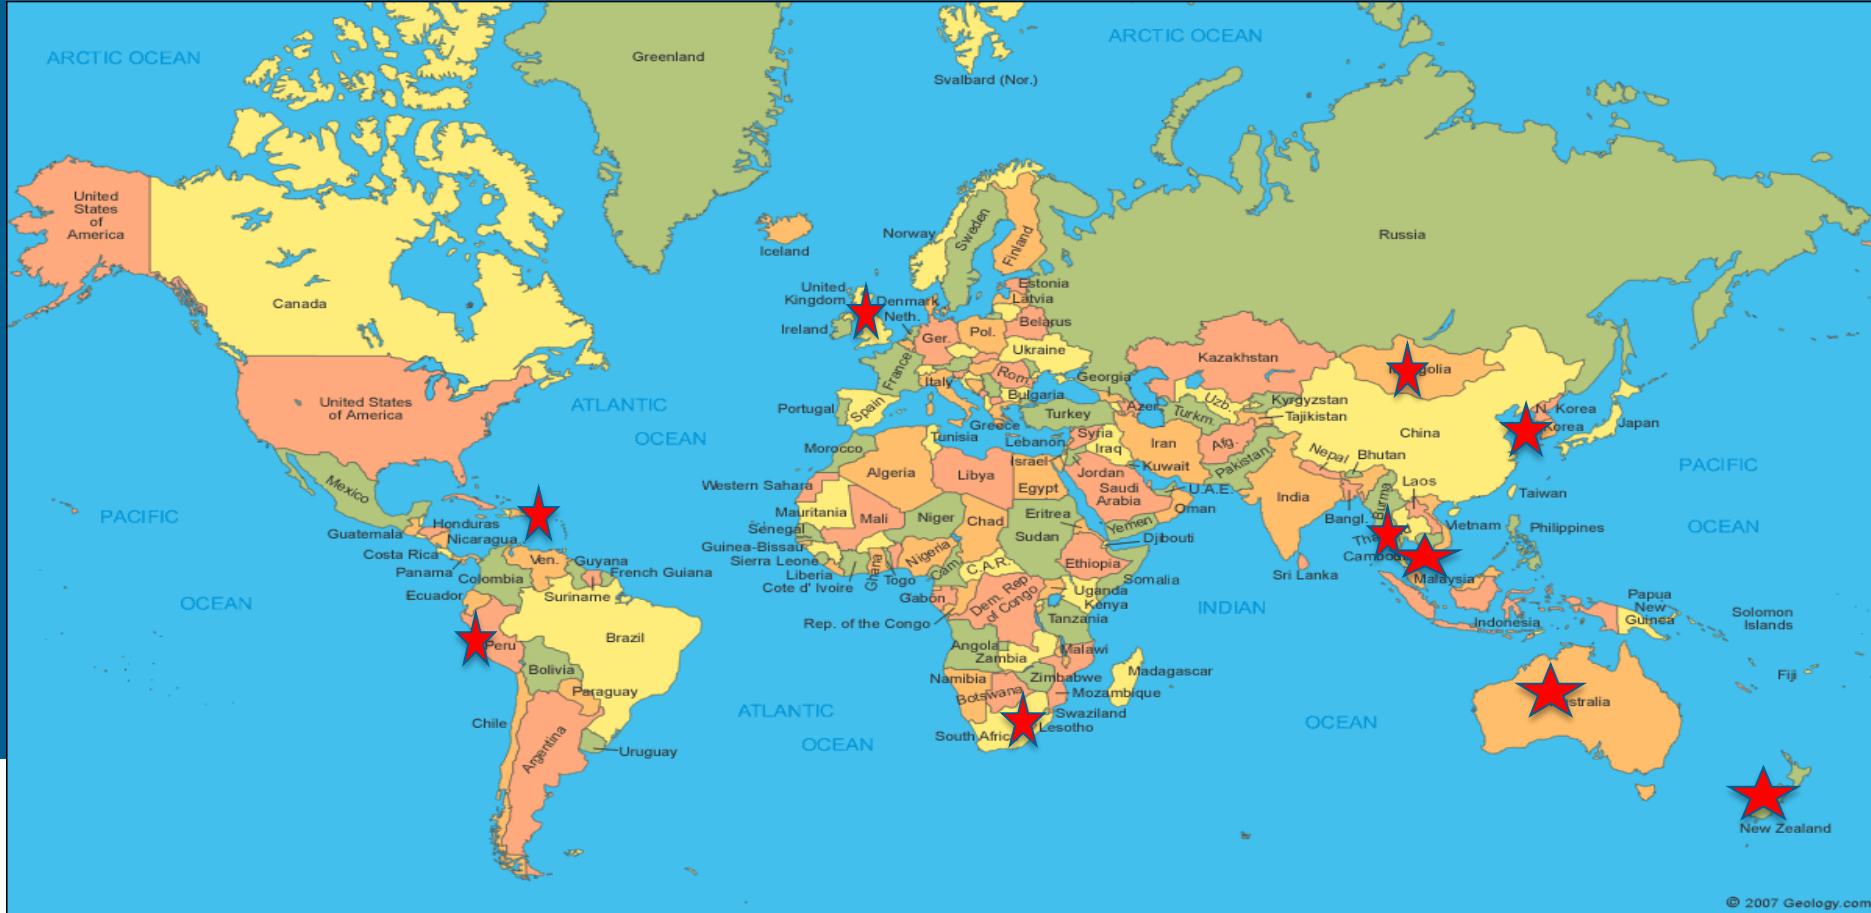 ARCTIC OCEAN
Greenland
Svalbard (Nor.)
ARCTIC OCEAN
United
States
of
America
Canada
Iceland
Norway
Sweden
Finland
Russia
United
Kingdom
Ireland
Denmark
Neth.
Estonia
Latvia
Belarus
Ger.
Pol.
Ukraine
France
Rom.
Italy
Bulgaria
Georgia
Kazakhstan
Portugal
Spain
Greece
Turkey
Azer.
Uzb.
Turkm.
Kyrgyzstan
Tajikistan
N. Korea
Korea
Japan
China
United States
of America
ATLANTIC
OCEAN
Morocco
Tunisia
Lebanon
Syria
Iraq
Iran
Afg.
Pakistan
Nepal
Bhutan
Israel
Jordan
Kuwait
Algeria
Libya
Egypt
Saudi
Arabia
U.A.E.
Oman
India
Bangl.
Burma
Laos
Taiwan
PACIFIC
OCEAN
Western Sahara
Mauritania
Mali
Niger
Chad
Sudan
Eritrea
Yemen
Djibouti
Vietnam
Philippines
Mexico
PACIFIC
OCEAN
Guatemala
Honduras
Nicaragua
Costa Rica
Panama
Ven.
Guyana
French Guiana
Suriname
Colombia
Ecuador
Senegal
Guinea-Bissau
Sierra Leone
Liberia
Cote d' Ivoire
Ghana
Togo
Nigeria
Cam.
C.A.R.
Ethiopia
Somalia
Sri Lanka
Malaysia
Gabon
Rep. of the Congo
Dem. Rep.
of Congo
Uganda
Kenya
Tanzania
INDIAN
OCEAN
Indonesia
Papua
New
Guinea
Solomon
Islands
Peru
Brazil
Bolivia
Paraguay
Chile
Argentina
Uruguay
ATLANTIC
OCEAN
Angola
Zambia
Malawi
Namibia
Botswana
Zimbabwe
Mozambique
Madagascar
Swaziland
Lesotho
Fiji
New Zealand
© 2007 Geology.com